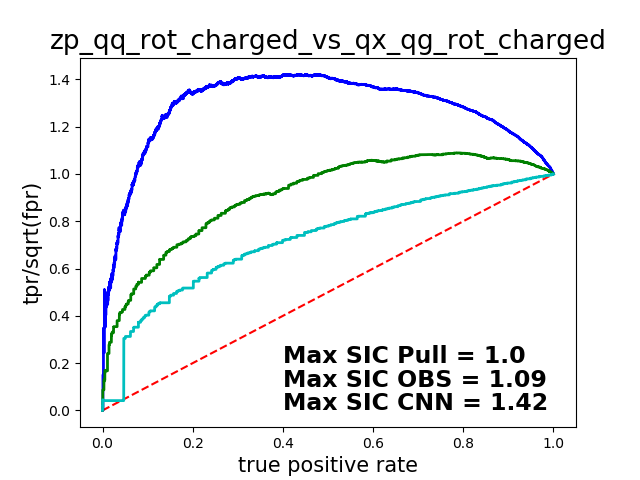 zp_qq_rot_charged_vs_qx_qg_rot_charged
tpr/sqrt(fpr)
1.4
1.2
1.0
0.8
0.6
0.4
0.2
0.0
Max SIC Pull = 1.0
Max SIC OBS = 1.09
Max SIC CNN = 1.42
0.0 0.2 0.4 0.6 0.8 1.0
true positive rate